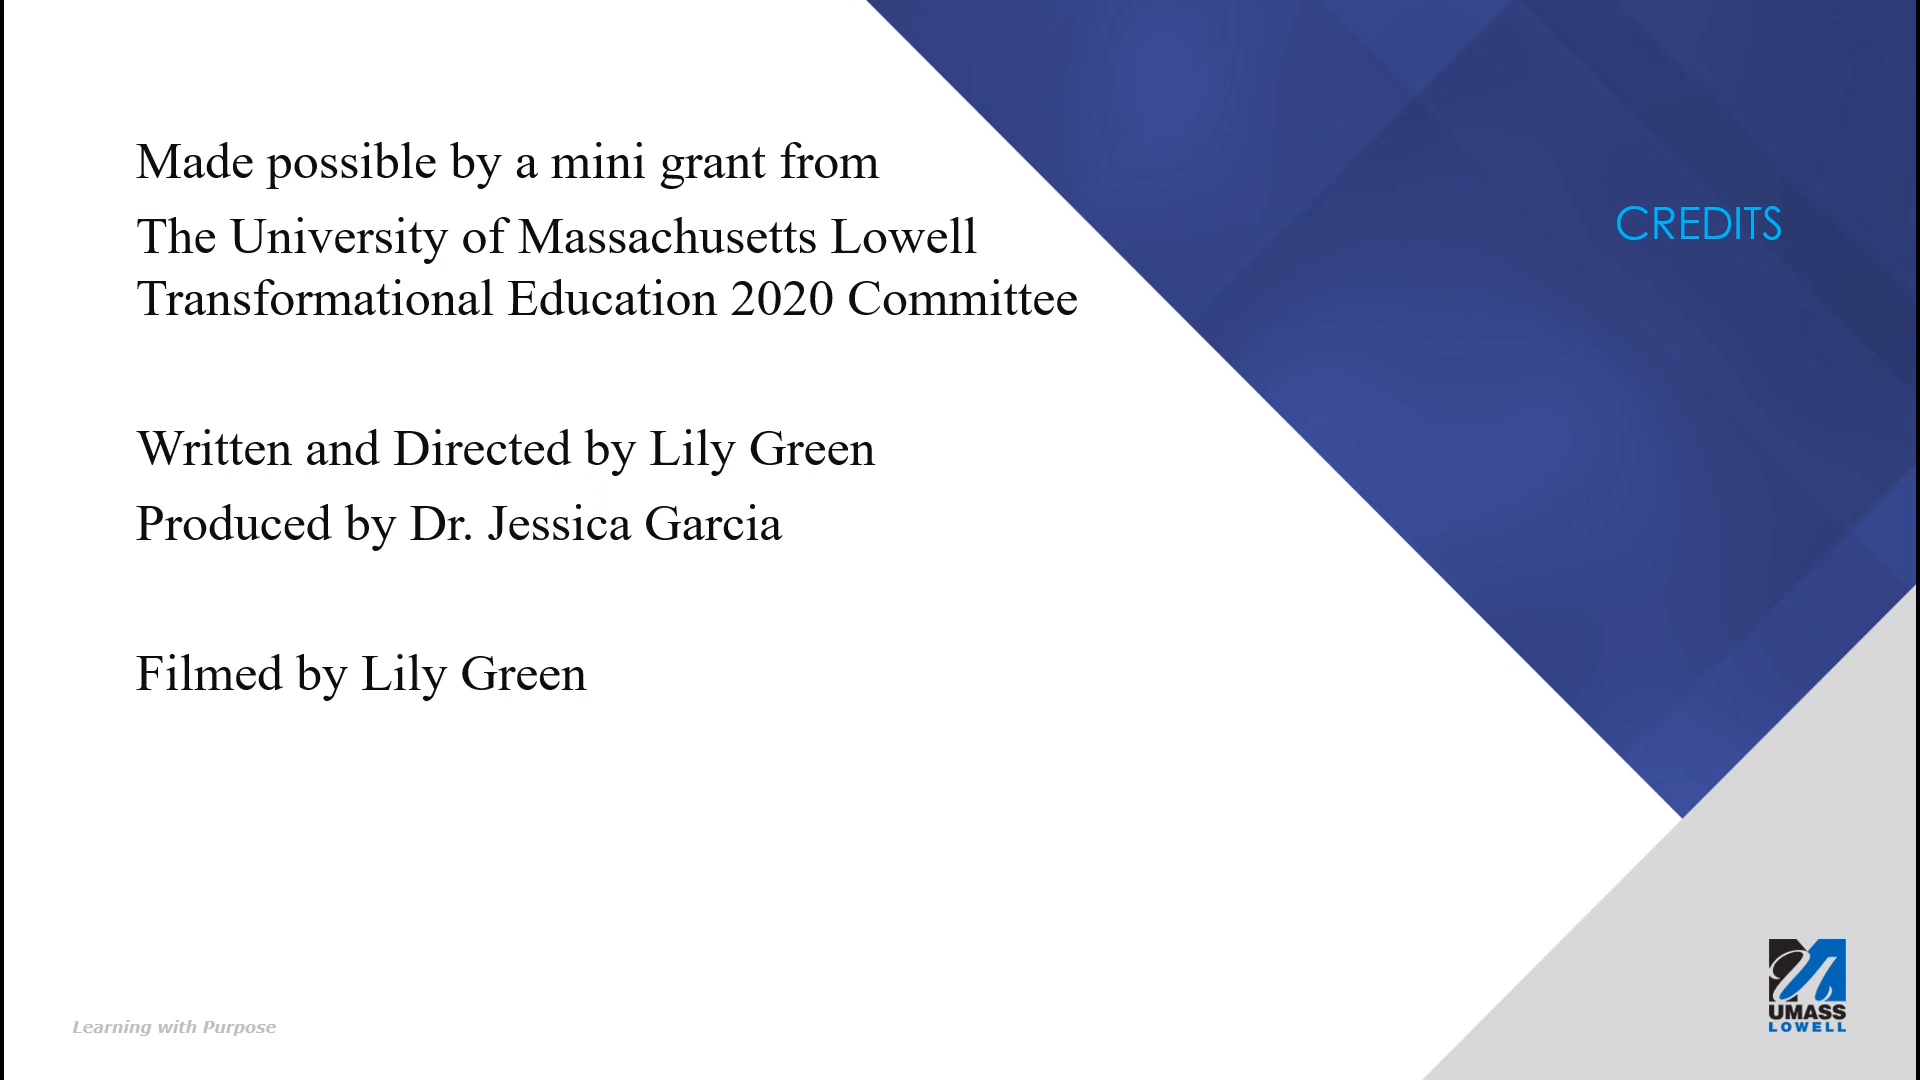 Made possible by a mini grant from
The University of Massachusetts Lowell
Transformational Education 2020 Committee
Written and Directed by Lily Green
Produced by Dr. Jessica Garcia
Filmed by Lily Green
CREDITS
Learning with Purpose
UMASS
LOWELL